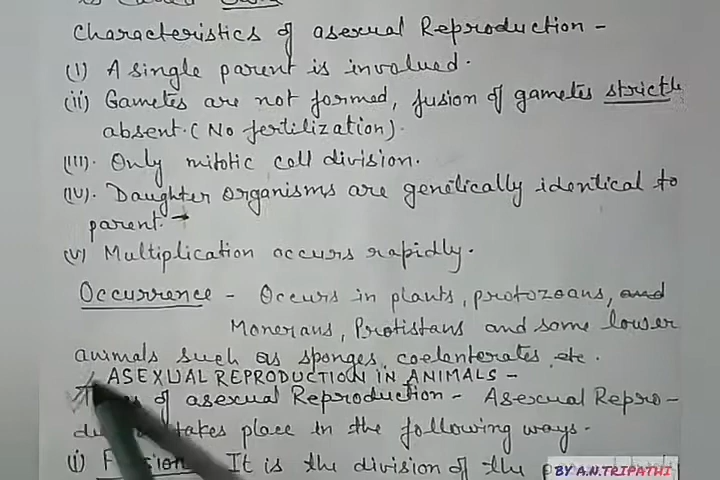 is called
Characteristics of asexual Reproduction -
(I) A single parent is involued.
(ii) Gametes are not formed, fusion of gametes
absent. (No fertilization).
(III). Only mitotic cell division.
(IV). Daughter organisms are genetically identical to
parent.
(V) Multiplication occurs rapidly.
Occurrence - Occurs in plants, protozoans, and
Monerans, Protistans and some lower
animals such as sponges, coelenterates, etc.
ASEXUAL REPRODUCTION IN ANIMALS -
of asexual Reproduction - Asexual Repro-
takes place in the following ways.
(i) It is the division of the
BY A.N.TRIPATHI